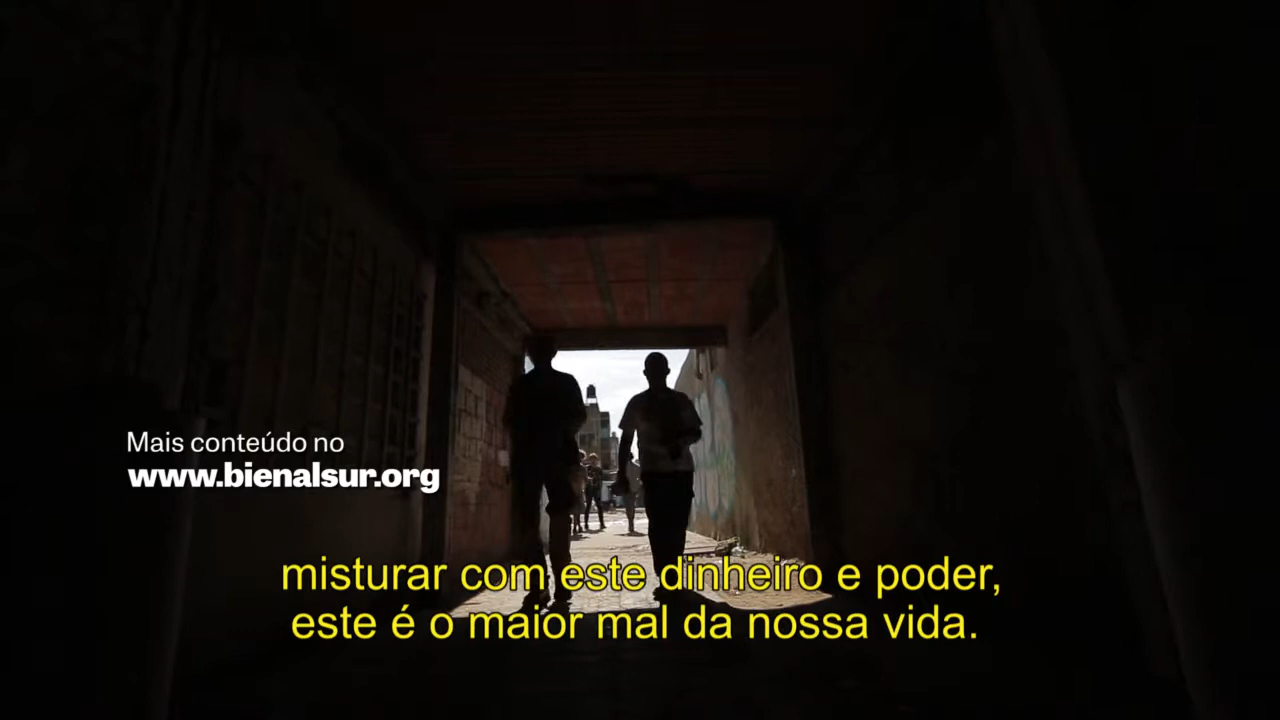 Mais conteúdo no
www.bienalsur.org
misturar com este dinheiro e poder,
este é o maior mal da nossa vida.